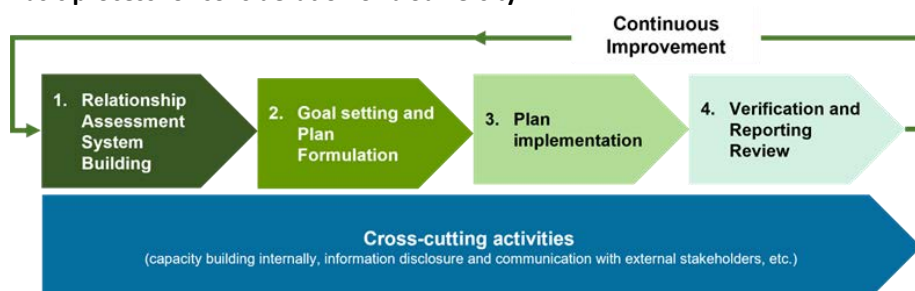 Continuous
Improvement
1. Relationship
Assessment
System
Building
2. Goal setting and
Plan
Formulation
3. Plan
implementation
4. Verification and
Reporting
Review
Cross-cutting activities
(capacity building internally, information disclosure and communication with external stakeholders, etc.)